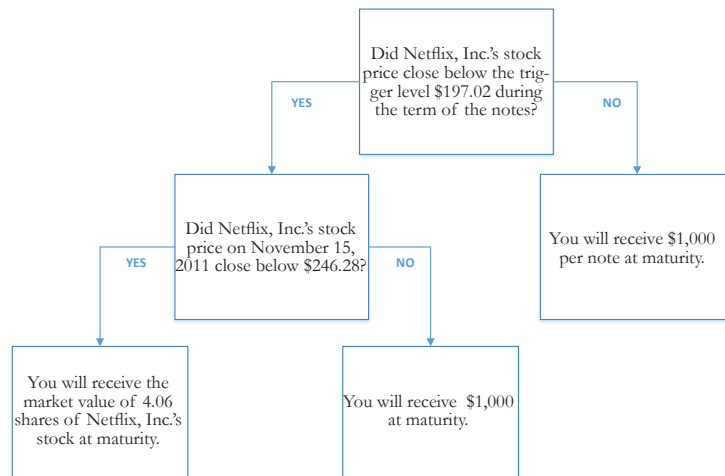 Did Netflix, Inc.'s stock
price close below the trig-
ger level $197.02 during
the term of the notes?
YES
NO
Did Netflix, Inc.'s stock
price on November 15,
2011 close below $246.28?
You will receive $1,000
per note at maturity.
YES
NO
You will receive the
market value of 4.06
shares of Netflix, Inc.'s
stock at maturity.
You will receive $1,000
at maturity.